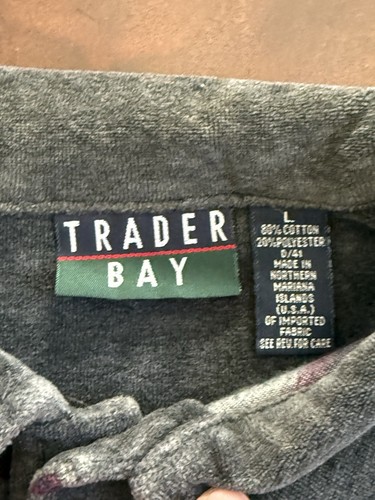 TRADER
BAY
L
80% COTTON
20% POLYESTER
D/41
MADE IN
NORTHERN
MARIANA
ISLANDS
(U.S.A.)
OF IMPORTED
FABRIC
SEE REV. FOR CARE